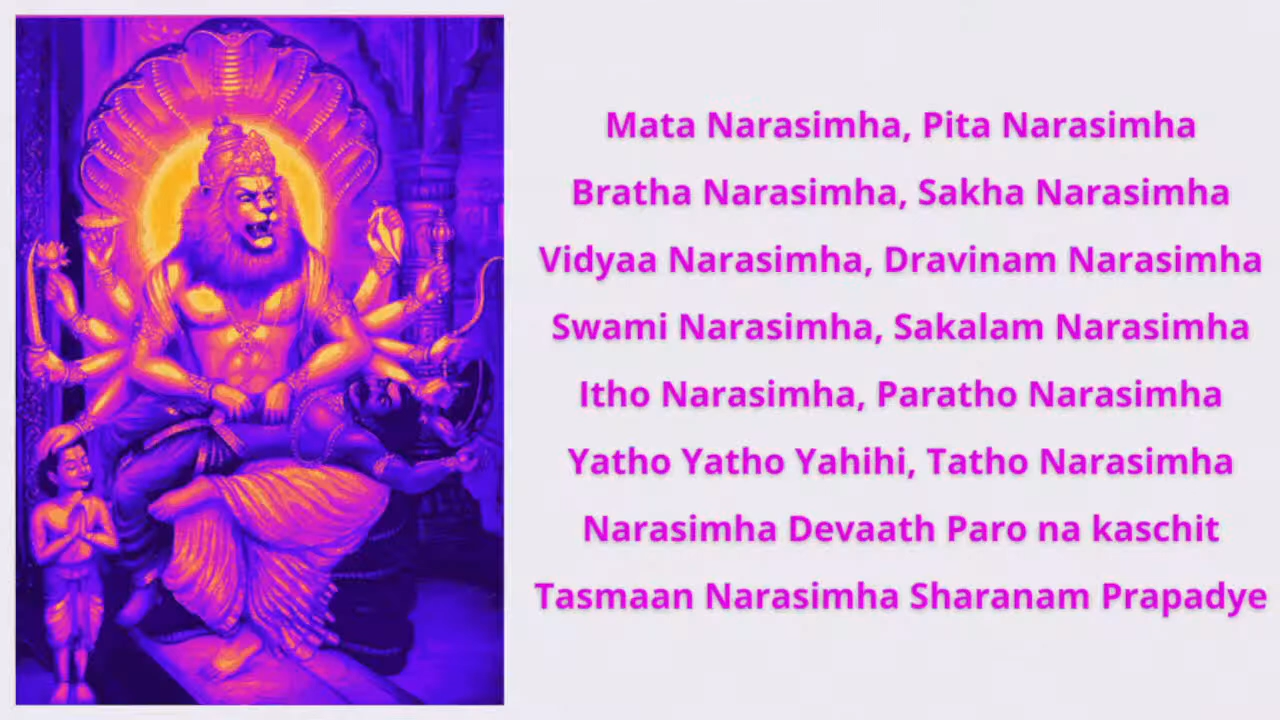 Mata Narasimha, Pita Narasimha
Bratha Narasimha, Sakha Narasimha
Vidyaa Narasimha, Dravinam Narasimha
Swami Narasimha, Sakalam Narasimha
Itho Narasimha, Paratho Narasimha
Yatho Yatho Yahihi, Tatho Narasimha
Narasimha Devaath Paro na kaschit
Tasmaan Narasimha Sharanam Prapadye